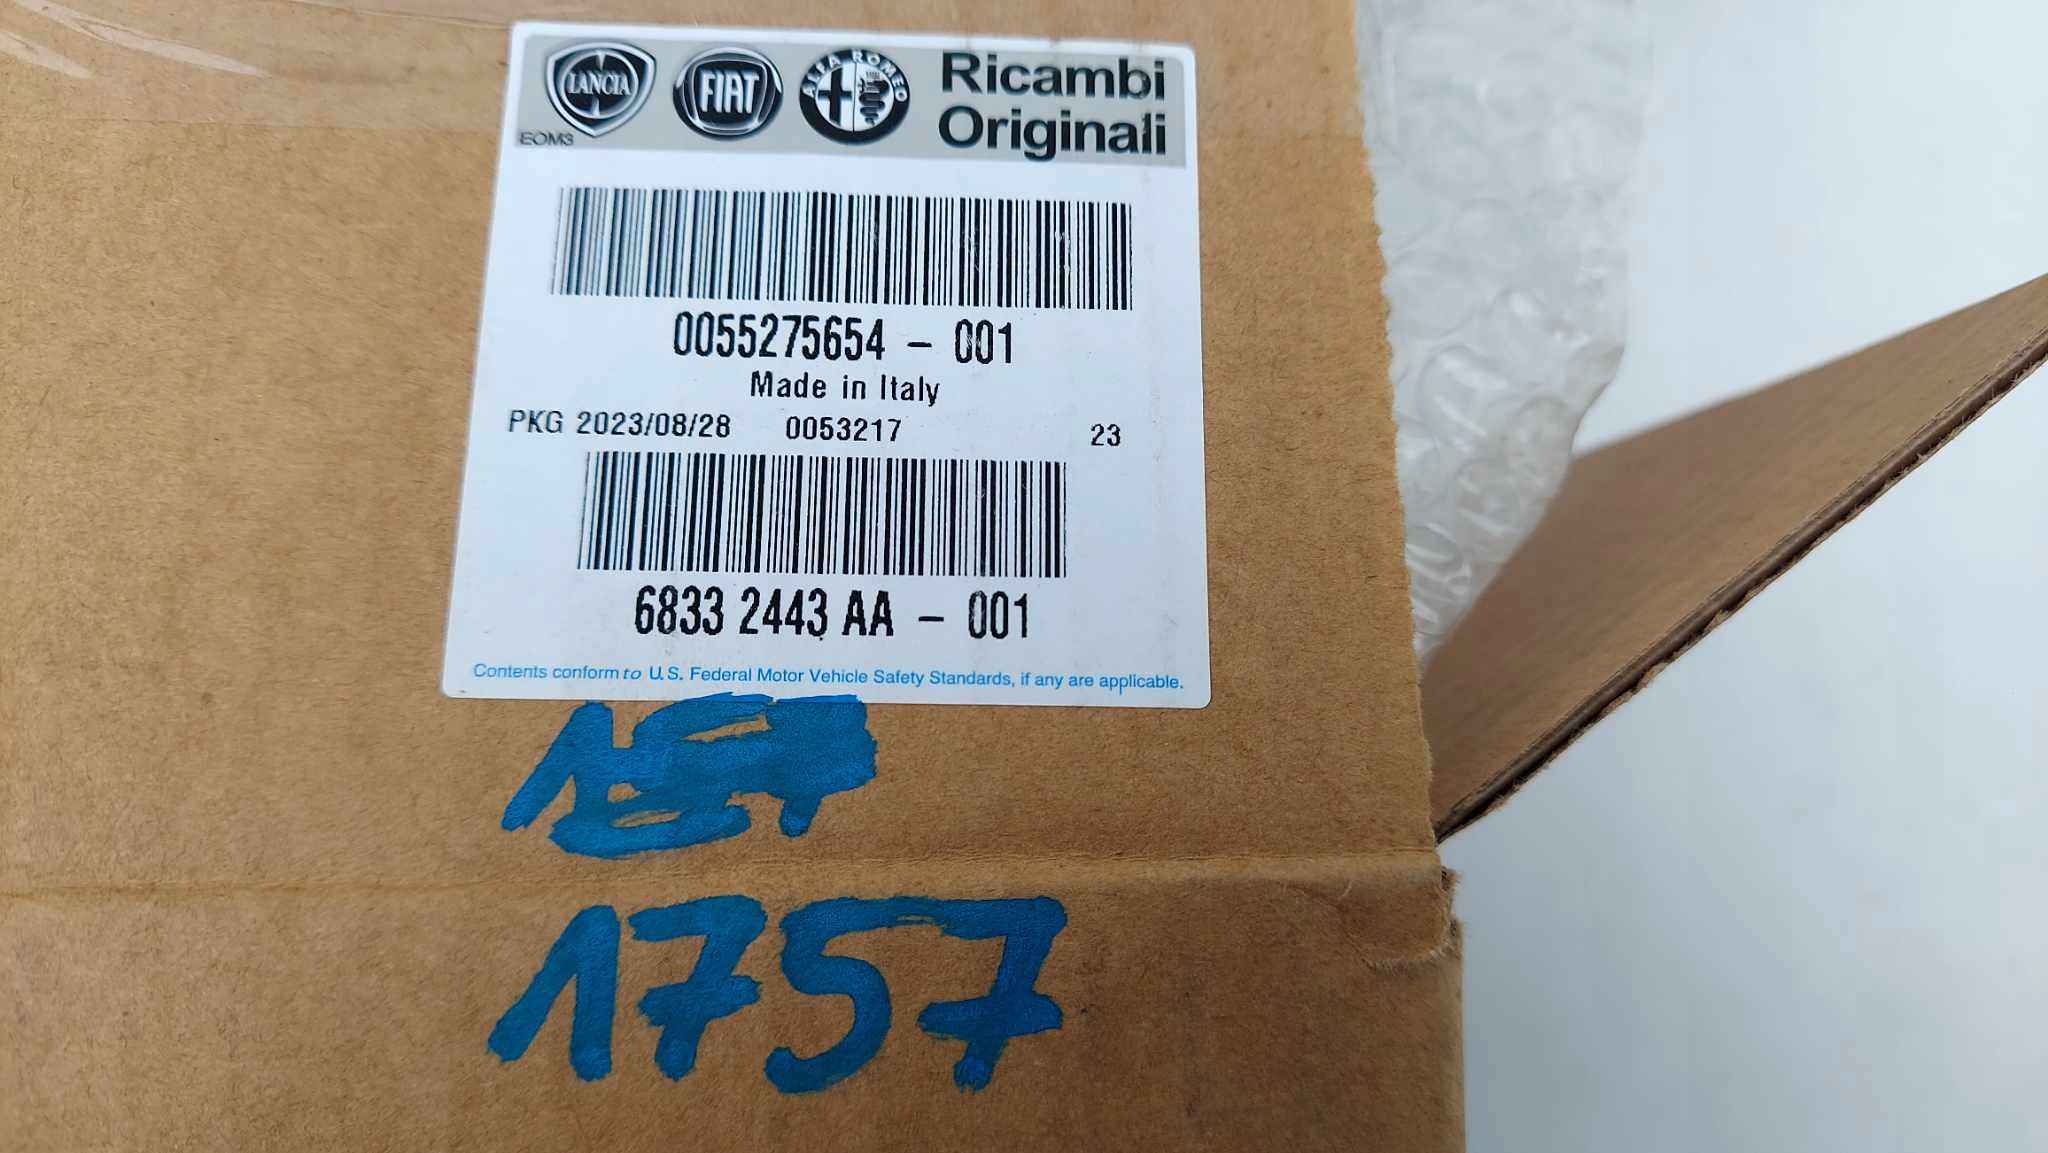 LANCIA FIAT ALFA ROMEO Ricambi
Originali
EOM3
0055275654 - 001
Made in Italy
PKG 2023/08/28 0053217 23
6833 2443 AA - 001
Contents conform to U.S. Federal Motor Vehicle Safety Standards, if any are applicable.
1757